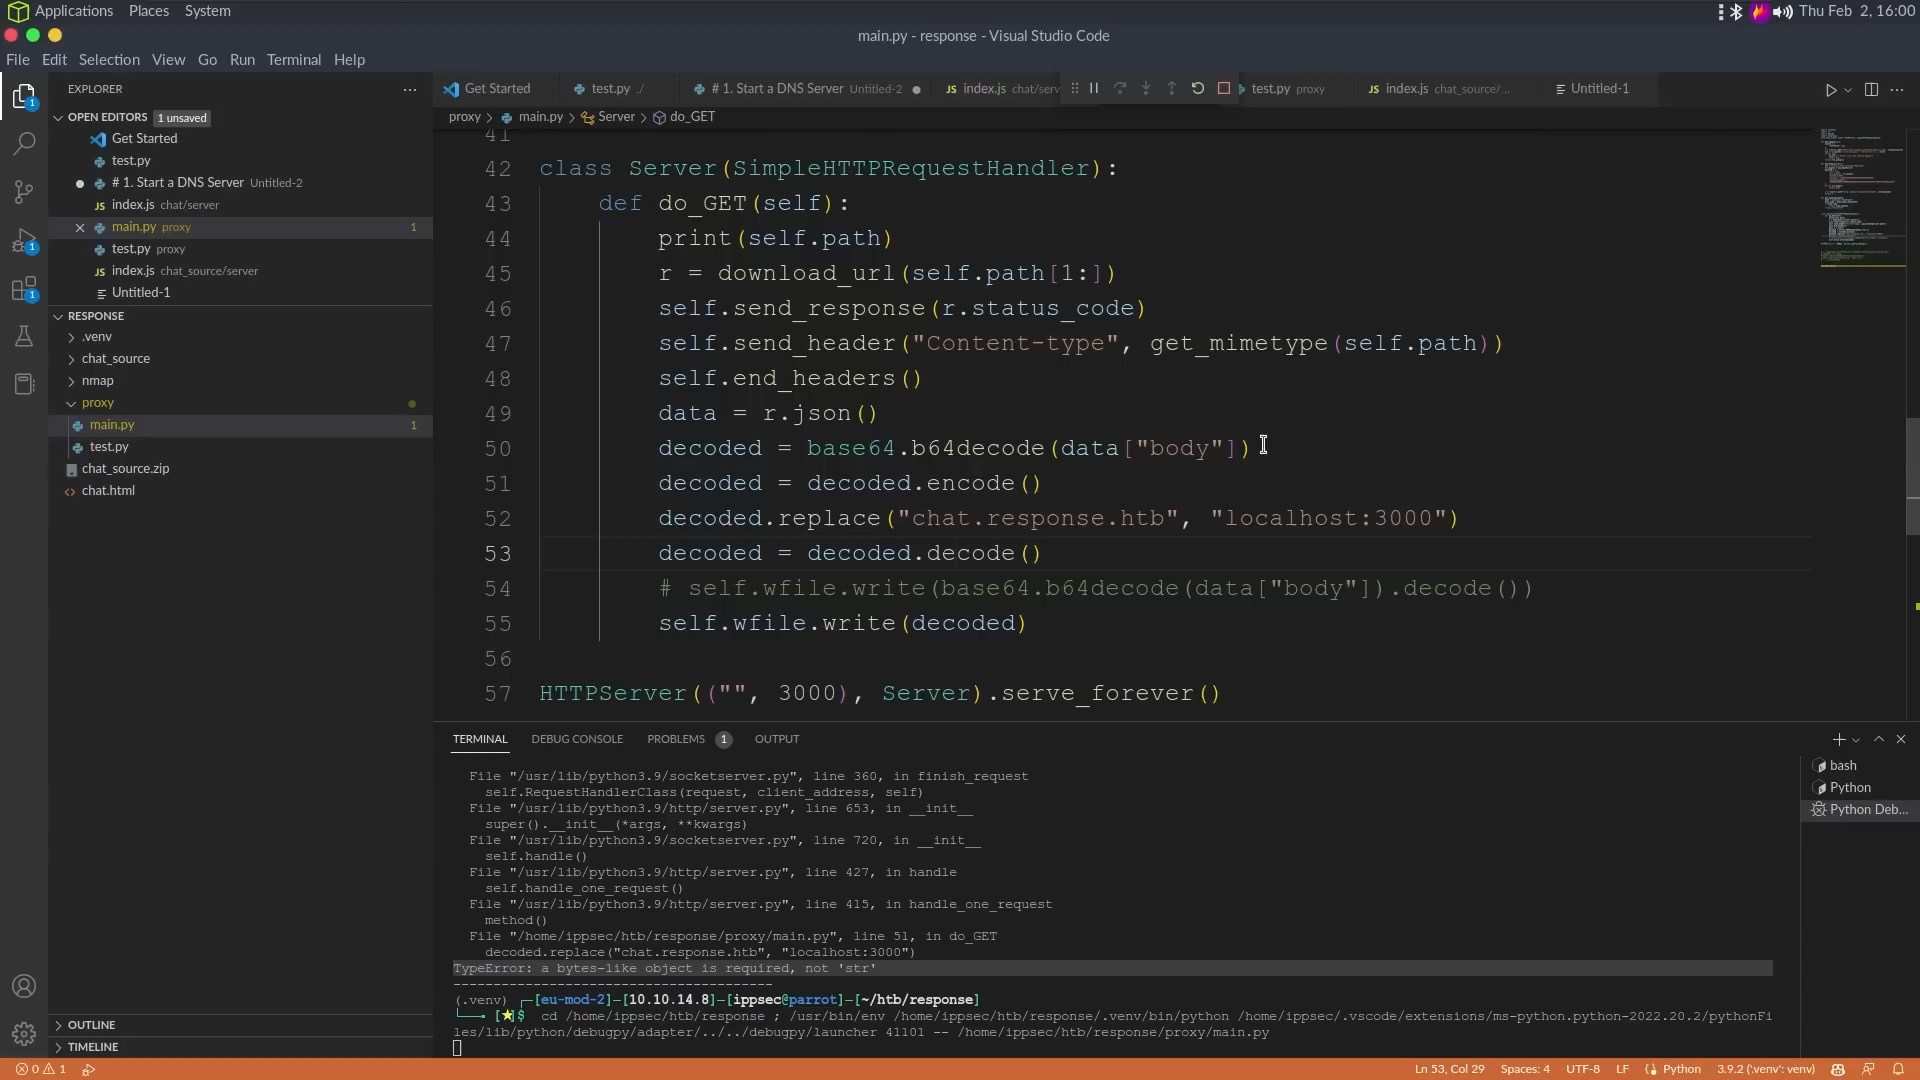 Applications Places System
Thu Feb 2, 16:00
main.py - response - Visual Studio Code
File Edit Selection View Go Run Terminal Help
EXPLORER
OPEN EDITORS 1 unsaved
Get Started
test.py
# 1. Start a DNS Server Untitled-2
index.js chat/server
main.py proxy 1
test.py proxy
index.js chat_source/server
Untitled-1
RESPONSE
.venv
chat_source
nmap
proxy
main.py 1
test.py
chat_source.zip
chat.html
OUTLINE
TIMELINE
Get Started test.py ./ # 1. Start a DNS Server Untitled-2 index.js chat/serv test.py proxy index.js chat_source/... Untitled-1
proxy > main.py > Server > do_GET
41
42 class Server(SimpleHTTPRequestHandler):
43 def do_GET(self):
44 print(self.path)
45 r = download_url(self.path[1:])
46 self.send_response(r.status_code)
47 self.send_header("Content-type", get_mimetype(self.path))
48 self.end_headers()
49 data = r.json()
50 decoded = base64.b64decode(data["body"])
51 decoded = decoded.encode()
52 decoded.replace("chat.response.htb", "localhost:3000")
53 decoded = decoded.decode()
54 # self.wfile.write(base64.b64decode(data["body"]).decode())
55 self.wfile.write(decoded)
56
57 HTTPServer(("", 3000), Server).serve_forever()
TERMINAL DEBUG CONSOLE PROBLEMS 1 OUTPUT
File "/usr/lib/python3.9/socketserver.py", line 360, in finish_request
self.RequestHandlerClass(request, client_address, self)
File "/usr/lib/python3.9/http/server.py", line 653, in __init__
super().__init__(*args, **kwargs)
File "/usr/lib/python3.9/socketserver.py", line 720, in __init__
self.handle()
File "/usr/lib/python3.9/http/server.py", line 427, in handle
self.handle_one_request()
File "/usr/lib/python3.9/http/server.py", line 415, in handle_one_request
method()
File "/home/ippsec/htb/response/proxy/main.py", line 51, in do_GET
decoded.replace("chat.response.htb", "localhost:3000")
TypeError: a bytes-like object is required, not 'str'
----------------------------------------
(.venv) ┌─[eu-mod-2]─[10.10.14.8]─[ippsec@parrot]─[~/htb/response]
└──╼ [★]$ cd /home/ippsec/htb/response ; /usr/bin/env /home/ippsec/htb/response/.venv/bin/python /home/ippsec/.vscode/extensions/ms-python.python-2022.20.2/pythonFi
les/lib/python/debugpy/adapter/../../debugpy/launcher 41101 -- /home/ippsec/htb/response/proxy/main.py
bash
Python
Python Deb...
0 1
Ln 53, Col 29 Spaces: 4 UTF-8 LF Python 3.9.2 ('.venv': venv)
1
1
1